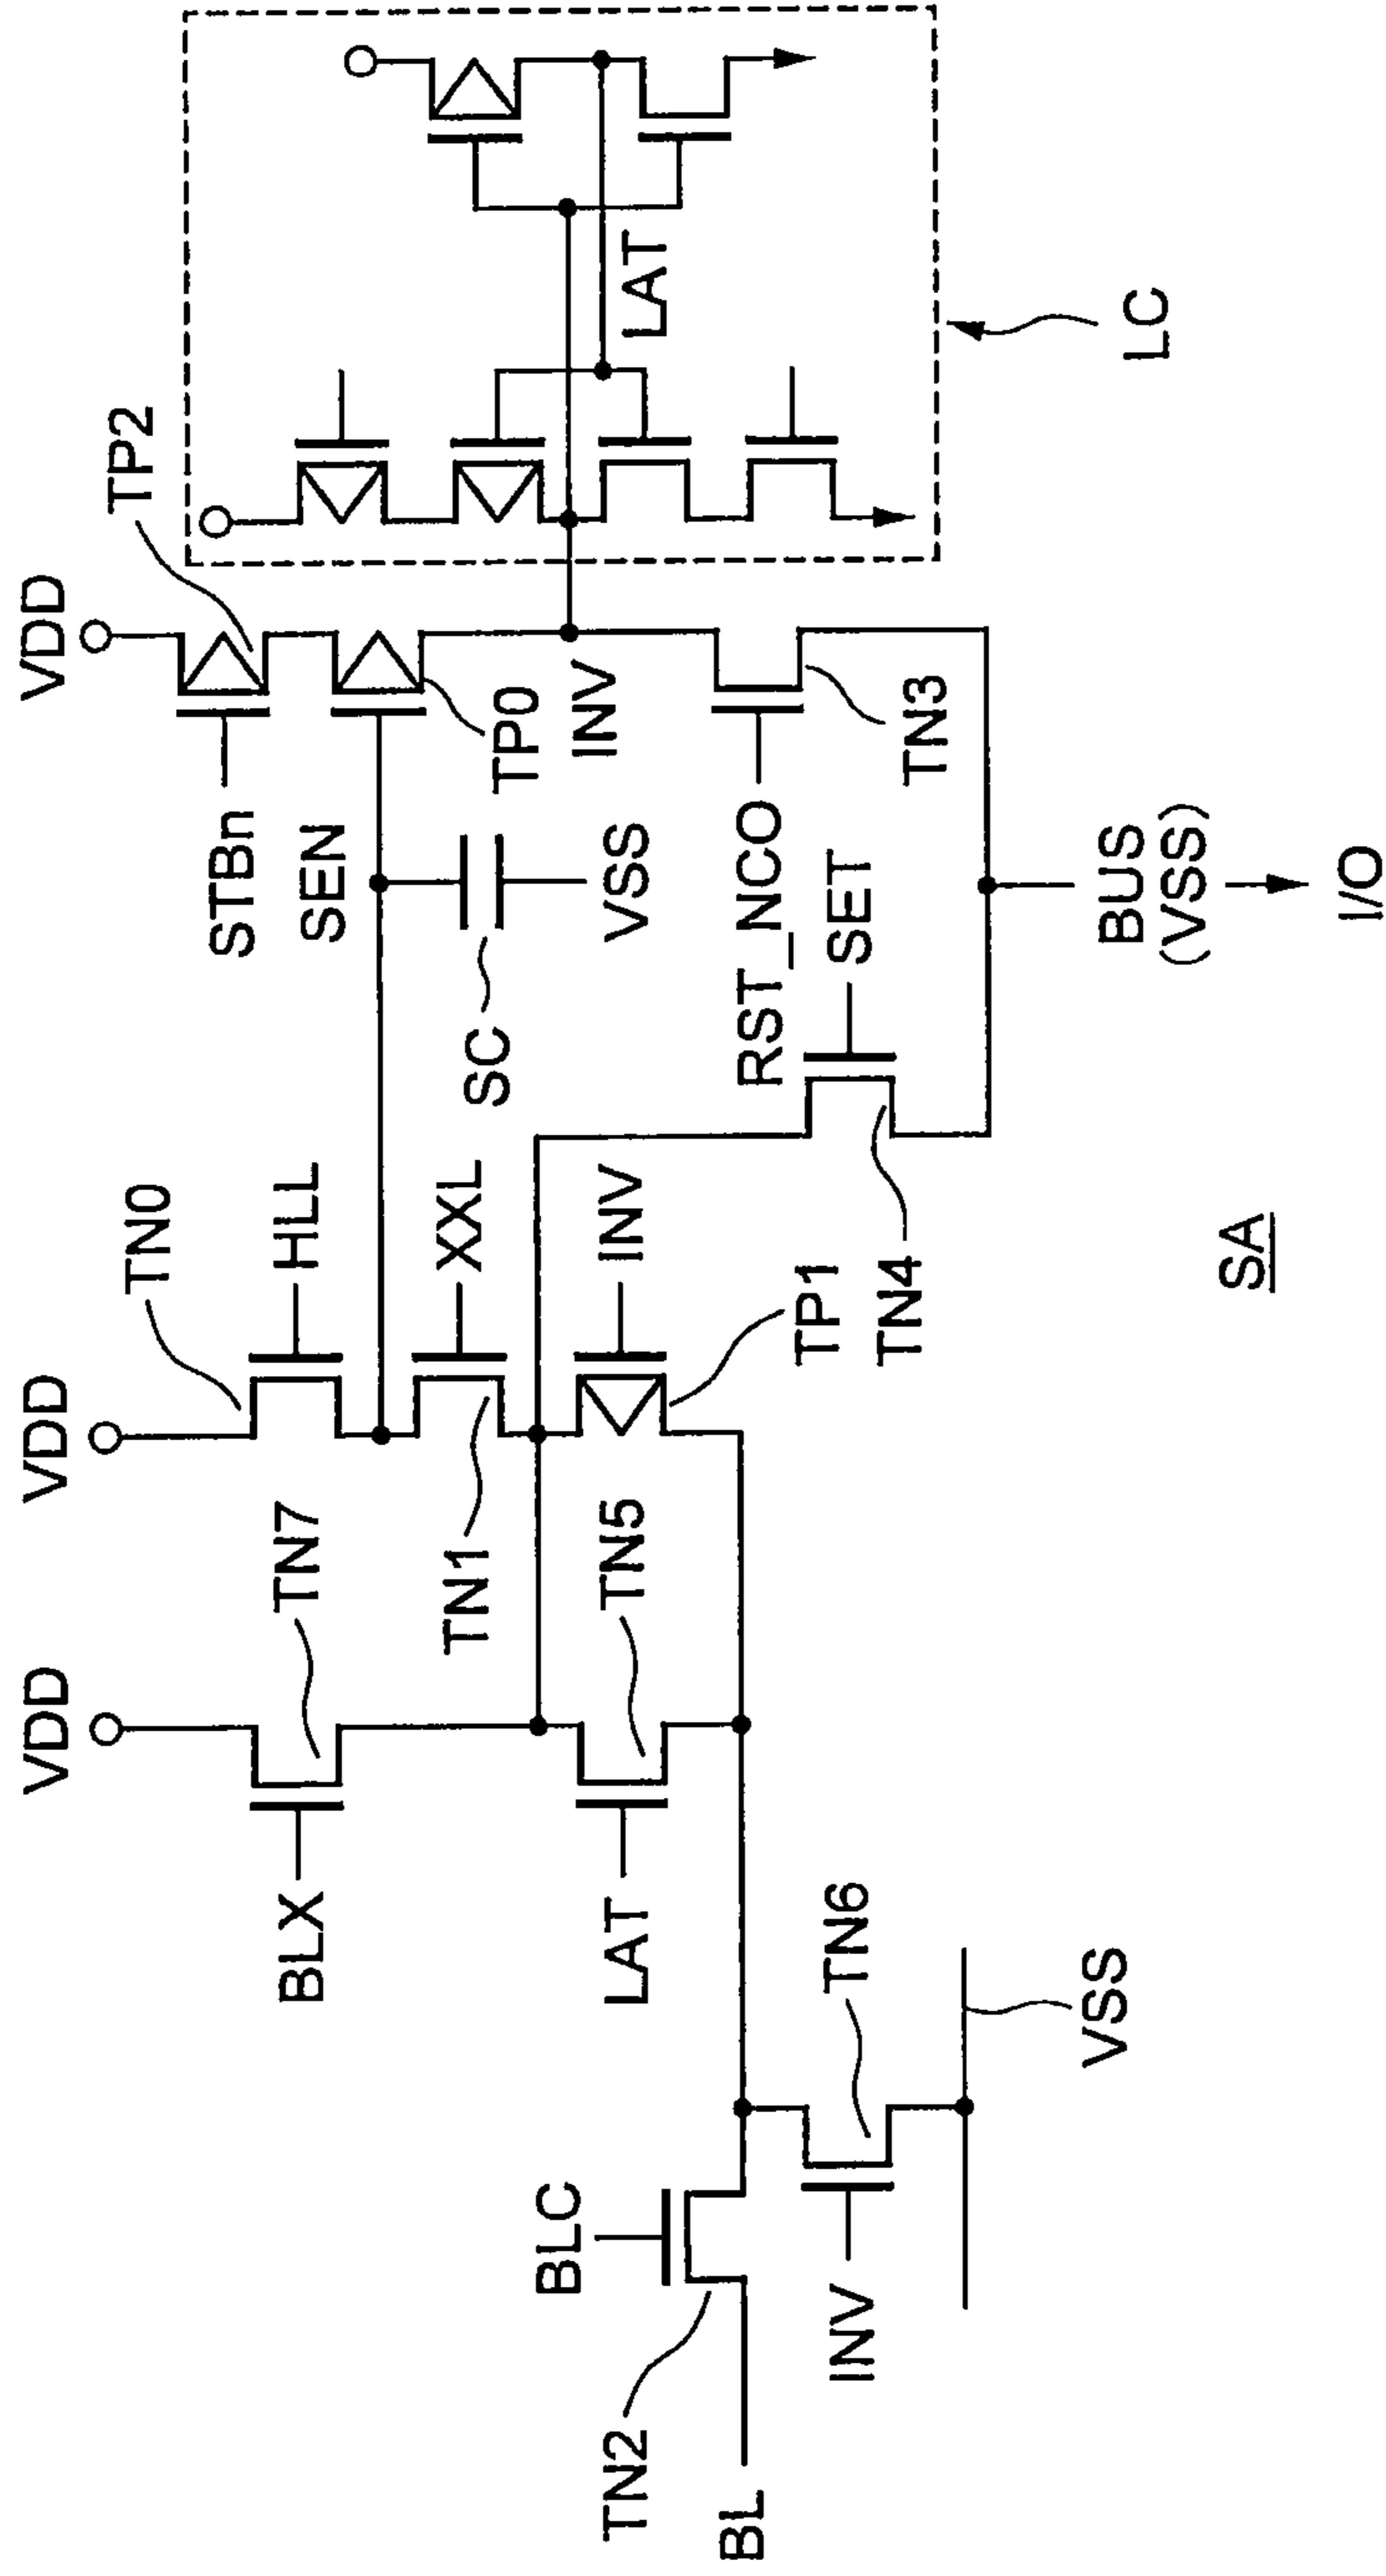 VDD
VDD
VDD
TP2
TN0
TN7
STBn
HLL
BLX
SEN
TP0
XXL
TN1
SC
INV
LAT
VSS
INV
TN5
LAT
BLC
TN2
BL
RST_NCO
SET
TN3
TP1
TN4
TN6
INV
VSS
LC
BUS
(VSS)
I/O
SA